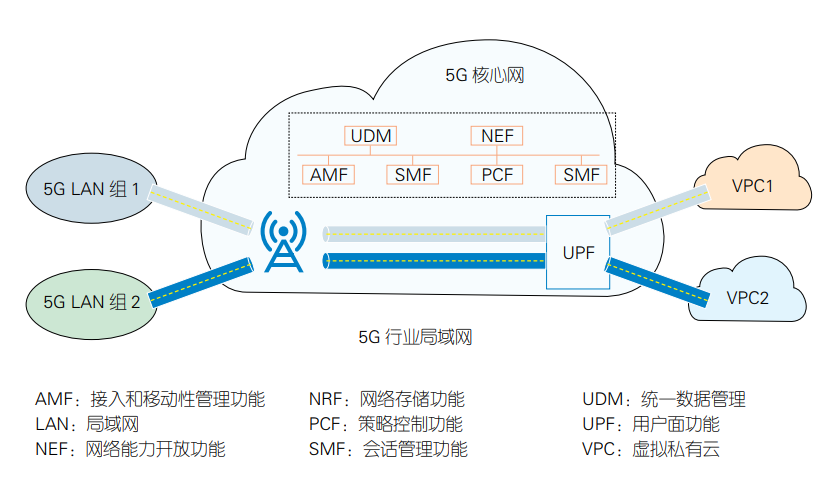 5G 核心网
UDM NEF
AMF SMF PCF SMF
5G LAN 组 1
VPC1
UPF
5G LAN 组 2
VPC2
5G 行业局域网
AMF：接入和移动性管理功能 NRF：网络存储功能 UDM：统一数据管理
LAN：局域网 PCF：策略控制功能 UPF：用户面功能
NEF：网络能力开放功能 SMF：会话管理功能 VPC：虚拟私有云